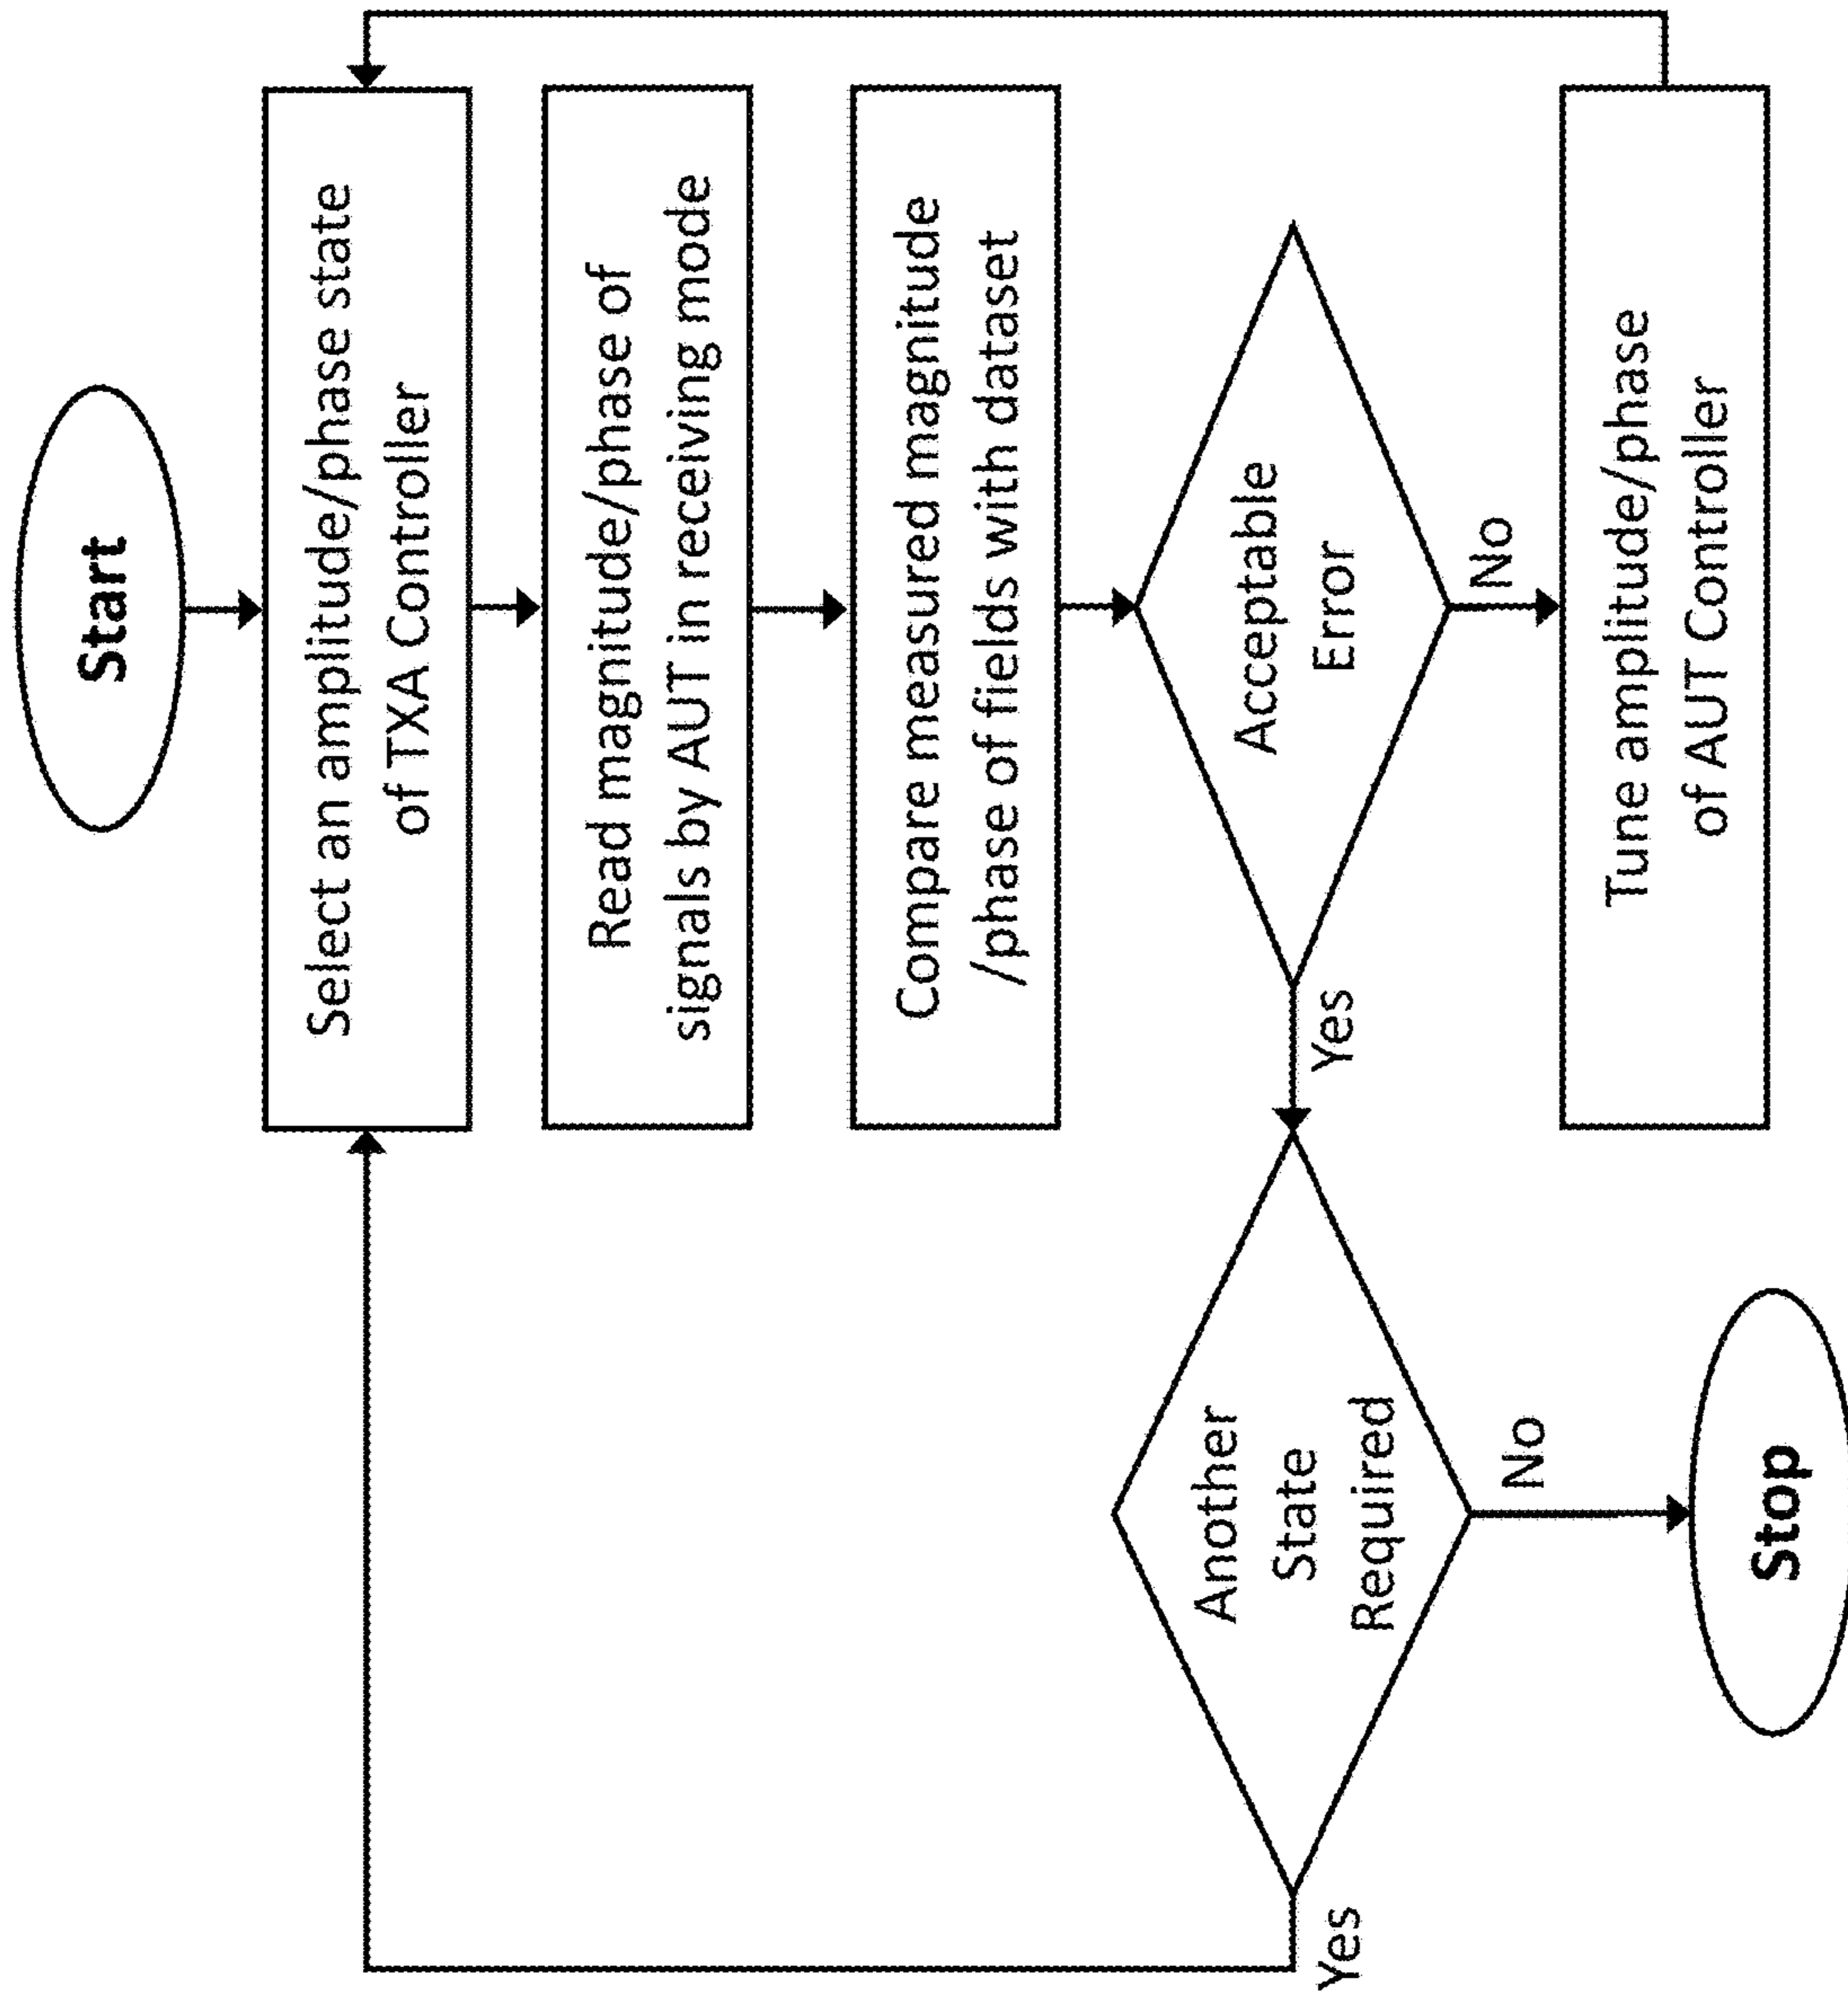 Start
Select an amplitude/phase state
of TXA Controller
Read magnitude/phase of
signals by AUT in receiving mode
Compare measured magnitude
/phase of fields with dataset
Acceptable
Error
Yes
No
Tune amplitude/phase
of AUT Controller
Another
State
Required
Yes
No
Stop